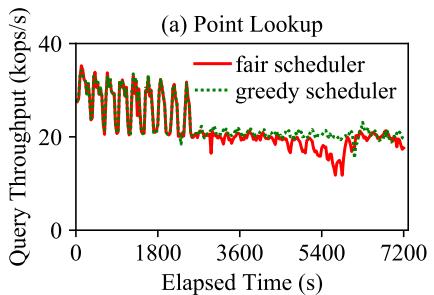 (a) Point Lookup
Query Throughput (kops/s)
40
20
0
fair scheduler
greedy scheduler
0 1800 3600 5400 7200
Elapsed Time (s)